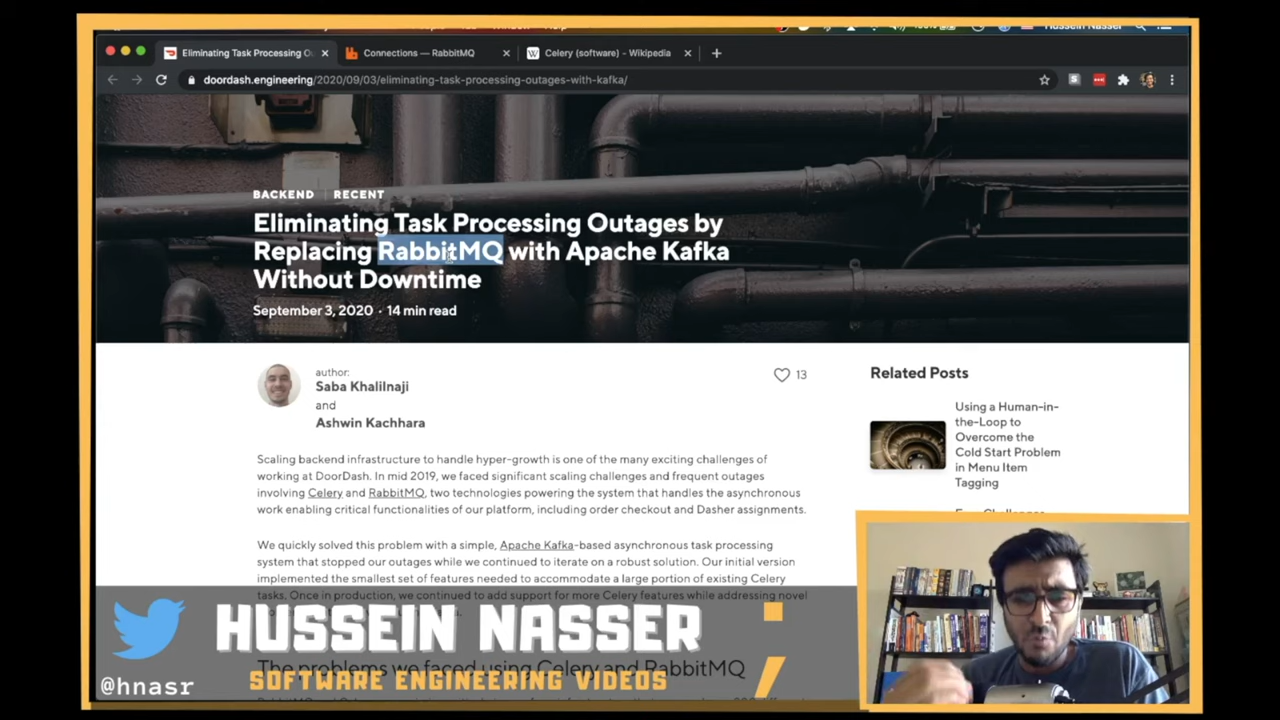 Hussein Nasser
Eliminating Task Processing O
Connections — RabbitMQ
Celery (software) - Wikipedia
doordash.engineering/2020/09/03/eliminating-task-processing-outages-with-kafka/
BACKEND RECENT
Eliminating Task Processing Outages by
Replacing RabbitMQ with Apache Kafka
Without Downtime
September 3, 2020 · 14 min read
author:
Saba Khalilnaji
and
Ashwin Kachhara
13
Related Posts
Using a Human-in-
the-Loop to
Overcome the
Cold Start Problem
in Menu Item
Tagging
Scaling backend infrastructure to handle hyper-growth is one of the many exciting challenges of
working at DoorDash. In mid 2019, we faced significant scaling challenges and frequent outages
involving Celery and RabbitMQ, two technologies powering the system that handles the asynchronous
work enabling critical functionalities of our platform, including order checkout and Dasher assignments.
We quickly solved this problem with a simple, Apache Kafka-based asynchronous task processing
system that stopped our outages while we continued to iterate on a robust solution. Our initial version
implemented the smallest set of features needed to accommodate a large portion of existing Celery
tasks. Once in production, we continued to add support for more Celery features while addressing novel
The problems we faced using Celery and RabbitMQ
HUSSEIN NASSER
SOFTWARE ENGINEERING VIDEOS
@hnasr
;